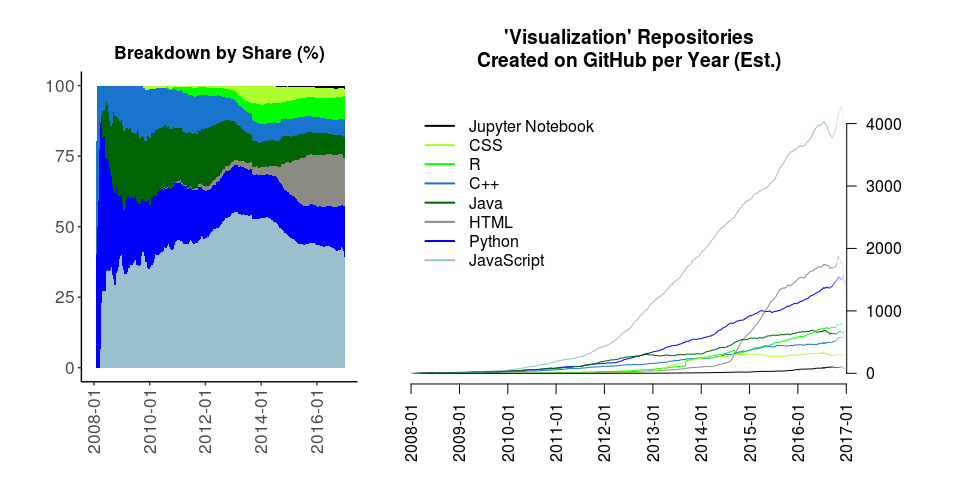 Breakdown by Share (%)
100
75
50
25
0
2008-01
2010-01
2012-01
2014-01
2016-01
'Visualization' Repositories
Created on GitHub per Year (Est.)
Jupyter Notebook
CSS
R
C++
Java
HTML
Python
JavaScript
4000
3000
2000
1000
0
2008-01
2009-01
2010-01
2011-01
2012-01
2013-01
2014-01
2015-01
2016-01
2017-01